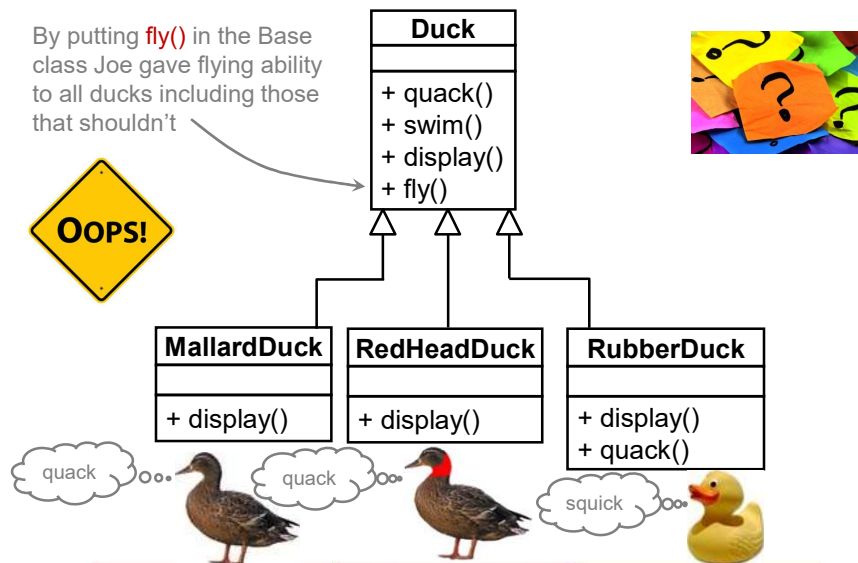 By putting fly() in the Base
class Joe gave flying ability
to all ducks including those
that shouldn't
Duck
+ quack()
+ swim()
+ display()
+ fly()
?
?
?
OOPS!
MallardDuck
+ display()
RedHeadDuck
+ display()
RubberDuck
+ display()
+ quack()
quack
quack
squick